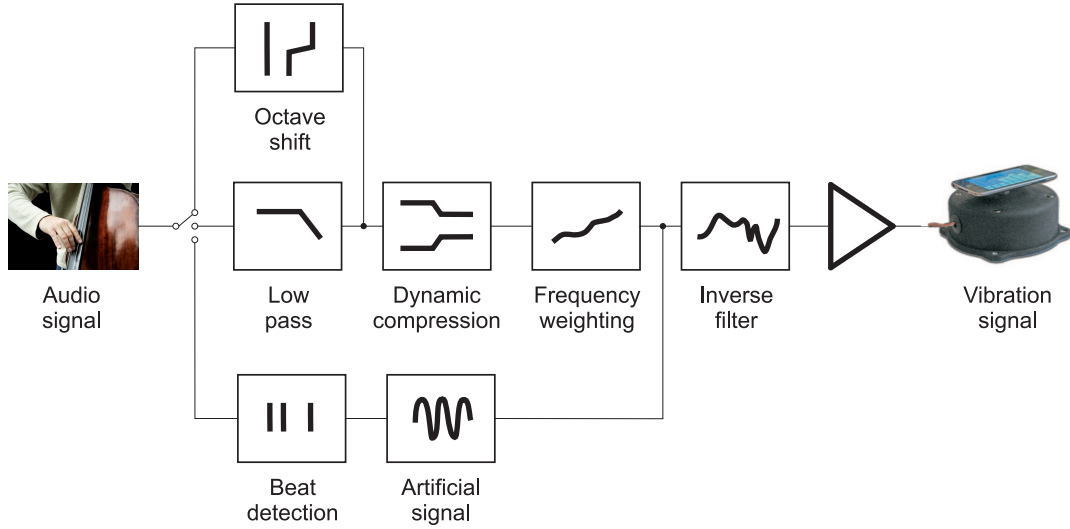 Octave
shift
Audio
signal
Low
pass
Dynamic
compression
Frequency
weighting
Inverse
filter
Vibration
signal
Beat
detection
Artificial
signal